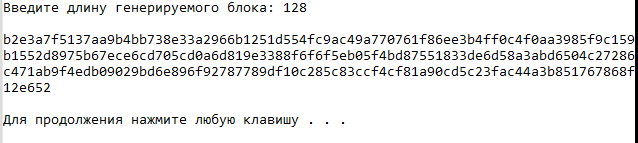 Введите длину генерируемого блока: 128
b2e3a7f5137aa9b4bb738e33a2966b1251d554fc9ac49a770761f86ee3b4ff0c4f0aa3985f9c159
b1552d8975b67ece6cd705cd0a6d819e3388f6f6f5eb05f4bd87551833de6d58a3abd6504c27286
c471ab9f4edb09029bd6e896f92787789df10c285c83ccf4cf81a90cd5c23fac44a3b851767868f
12e652
Для продолжения нажмите любую клавишу . . .